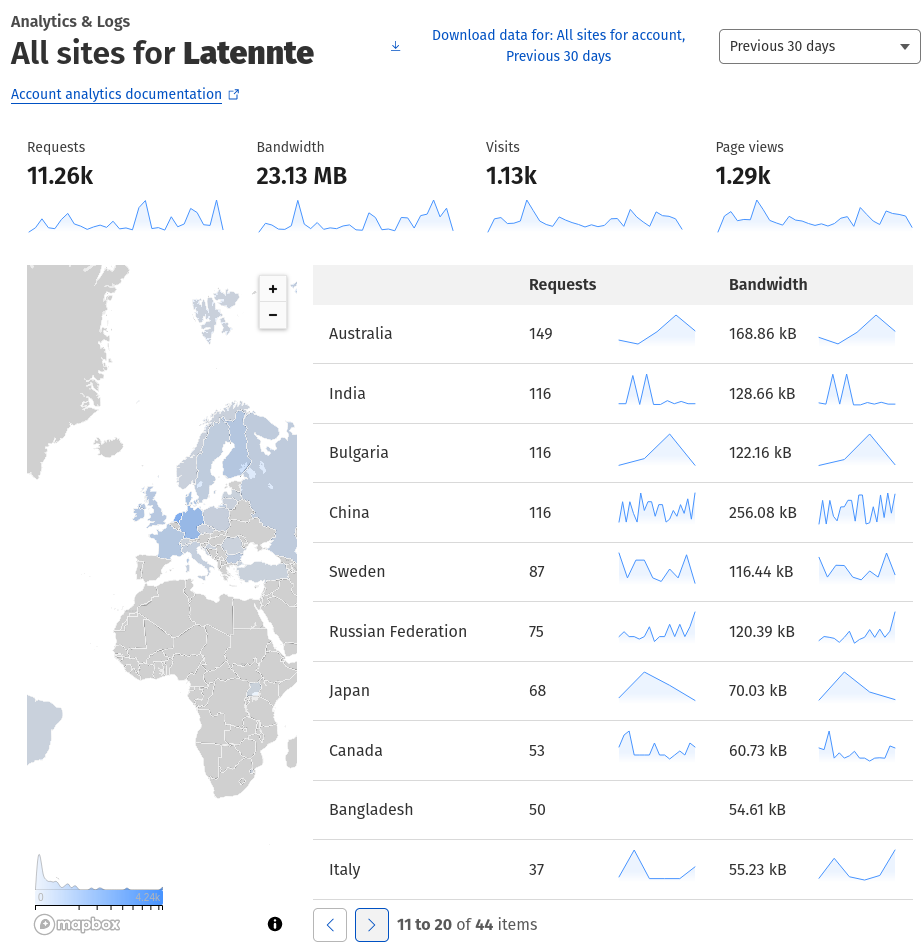 Analytics & Logs
All sites for Latennte
Download data for: All sites for account,
Previous 30 days
Previous 30 days
Account analytics documentation
Requests
11.26k
Bandwidth
23.13 MB
Visits
1.13k
Page views
1.29k
+
−
Requests Bandwidth
Australia 149 168.86 kB
India 116 128.66 kB
Bulgaria 116 122.16 kB
China 116 256.08 kB
Sweden 87 116.44 kB
Russian Federation 75 120.39 kB
Japan 68 70.03 kB
Canada 53 60.73 kB
Bangladesh 50 54.61 kB
Italy 37 55.23 kB
0 4.24k
mapbox
11 to 20 of 44 items